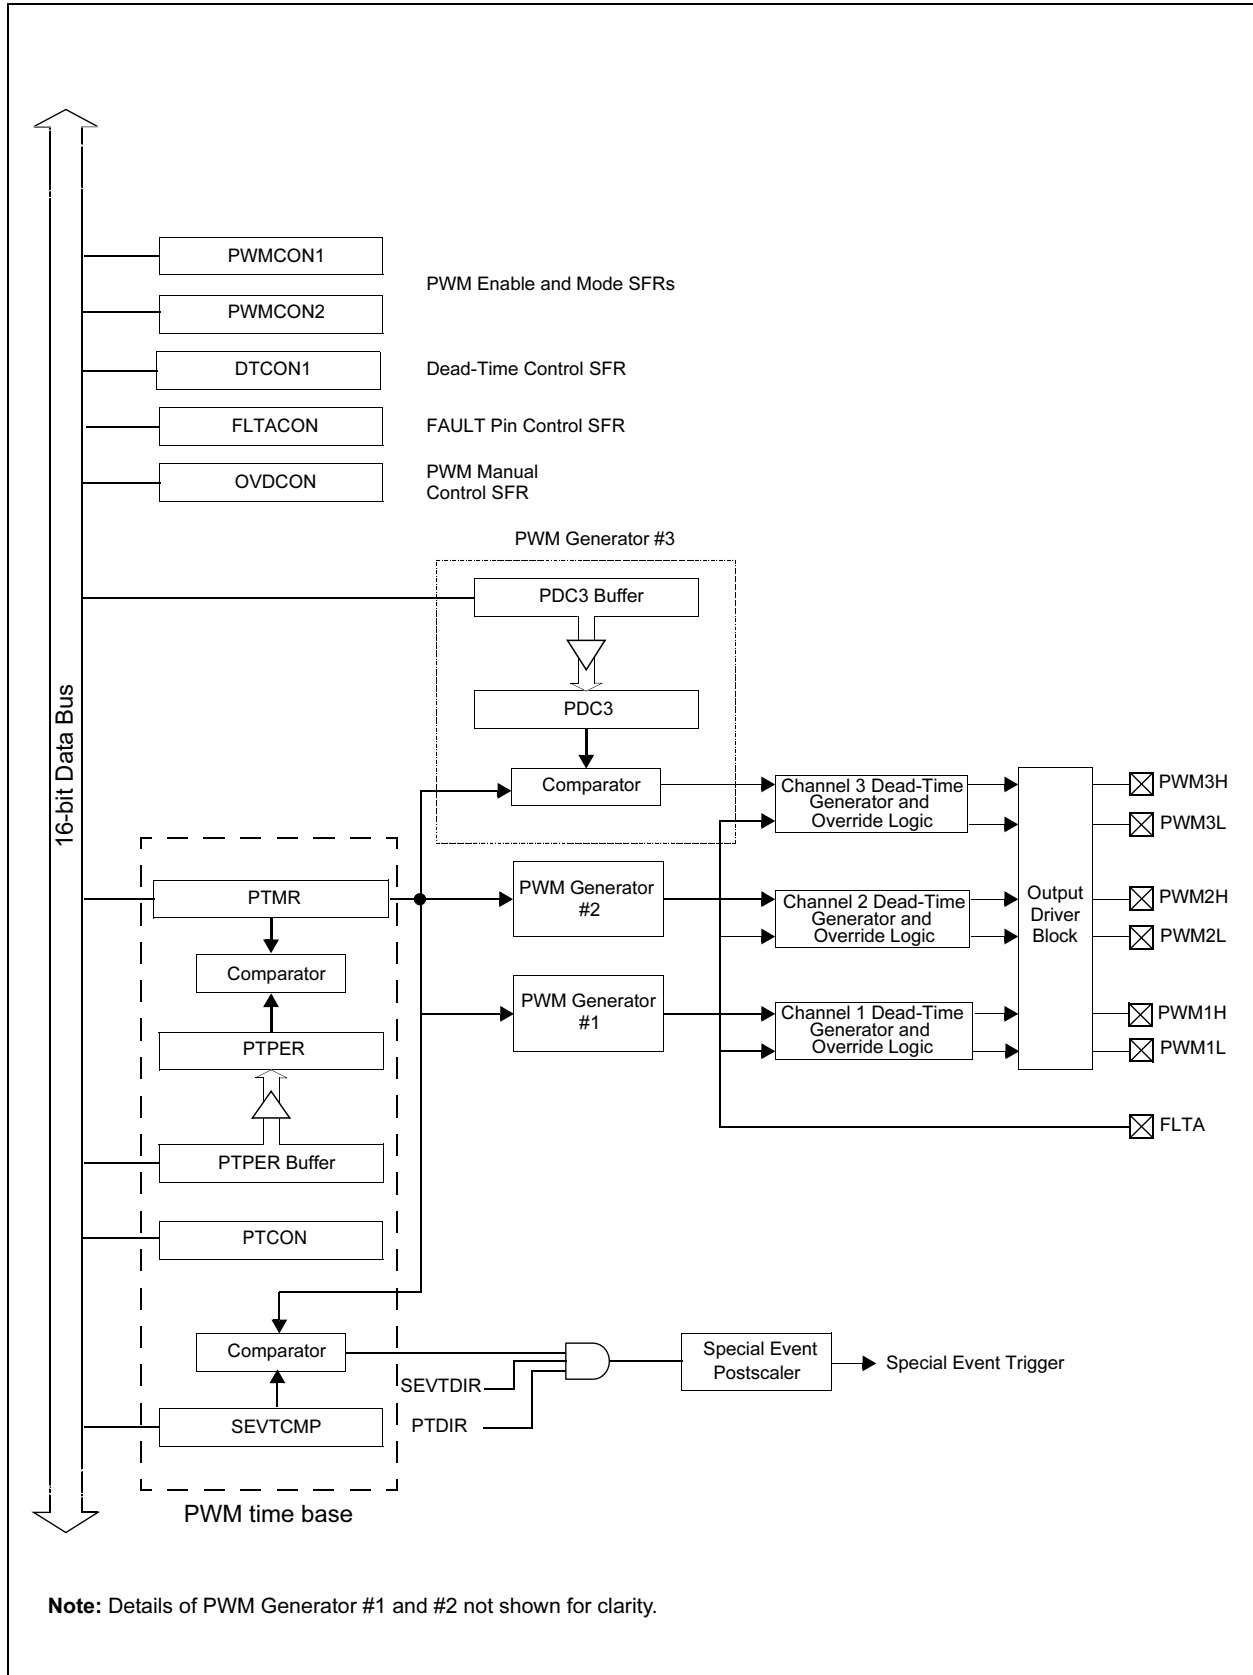 PWMCON1
PWM Enable and Mode SFRs
PWMCON2
DTCON1
Dead-Time Control SFR
FLTACON
FAULT Pin Control SFR
OVDCON
PWM Manual
Control SFR
PWM Generator #3
PDC3 Buffer
PDC3
Comparator
16-bit Data Bus
Channel 3 Dead-Time
Generator and
Override Logic
PWM3H
PWM3L
PTMR
PWM Generator
#2
Channel 2 Dead-Time
Generator and
Override Logic
Output
Driver
Block
PWM2H
PWM2L
Comparator
PWM Generator
#1
Channel 1 Dead-Time
Generator and
Override Logic
PWM1H
PWM1L
PTPER
FLTA
PTPER Buffer
PTCON
Comparator
SEVTDIR
PTDIR
Special Event
Postscaler
Special Event Trigger
SEVTCMP
PWM time base
Note: Details of PWM Generator #1 and #2 not shown for clarity.